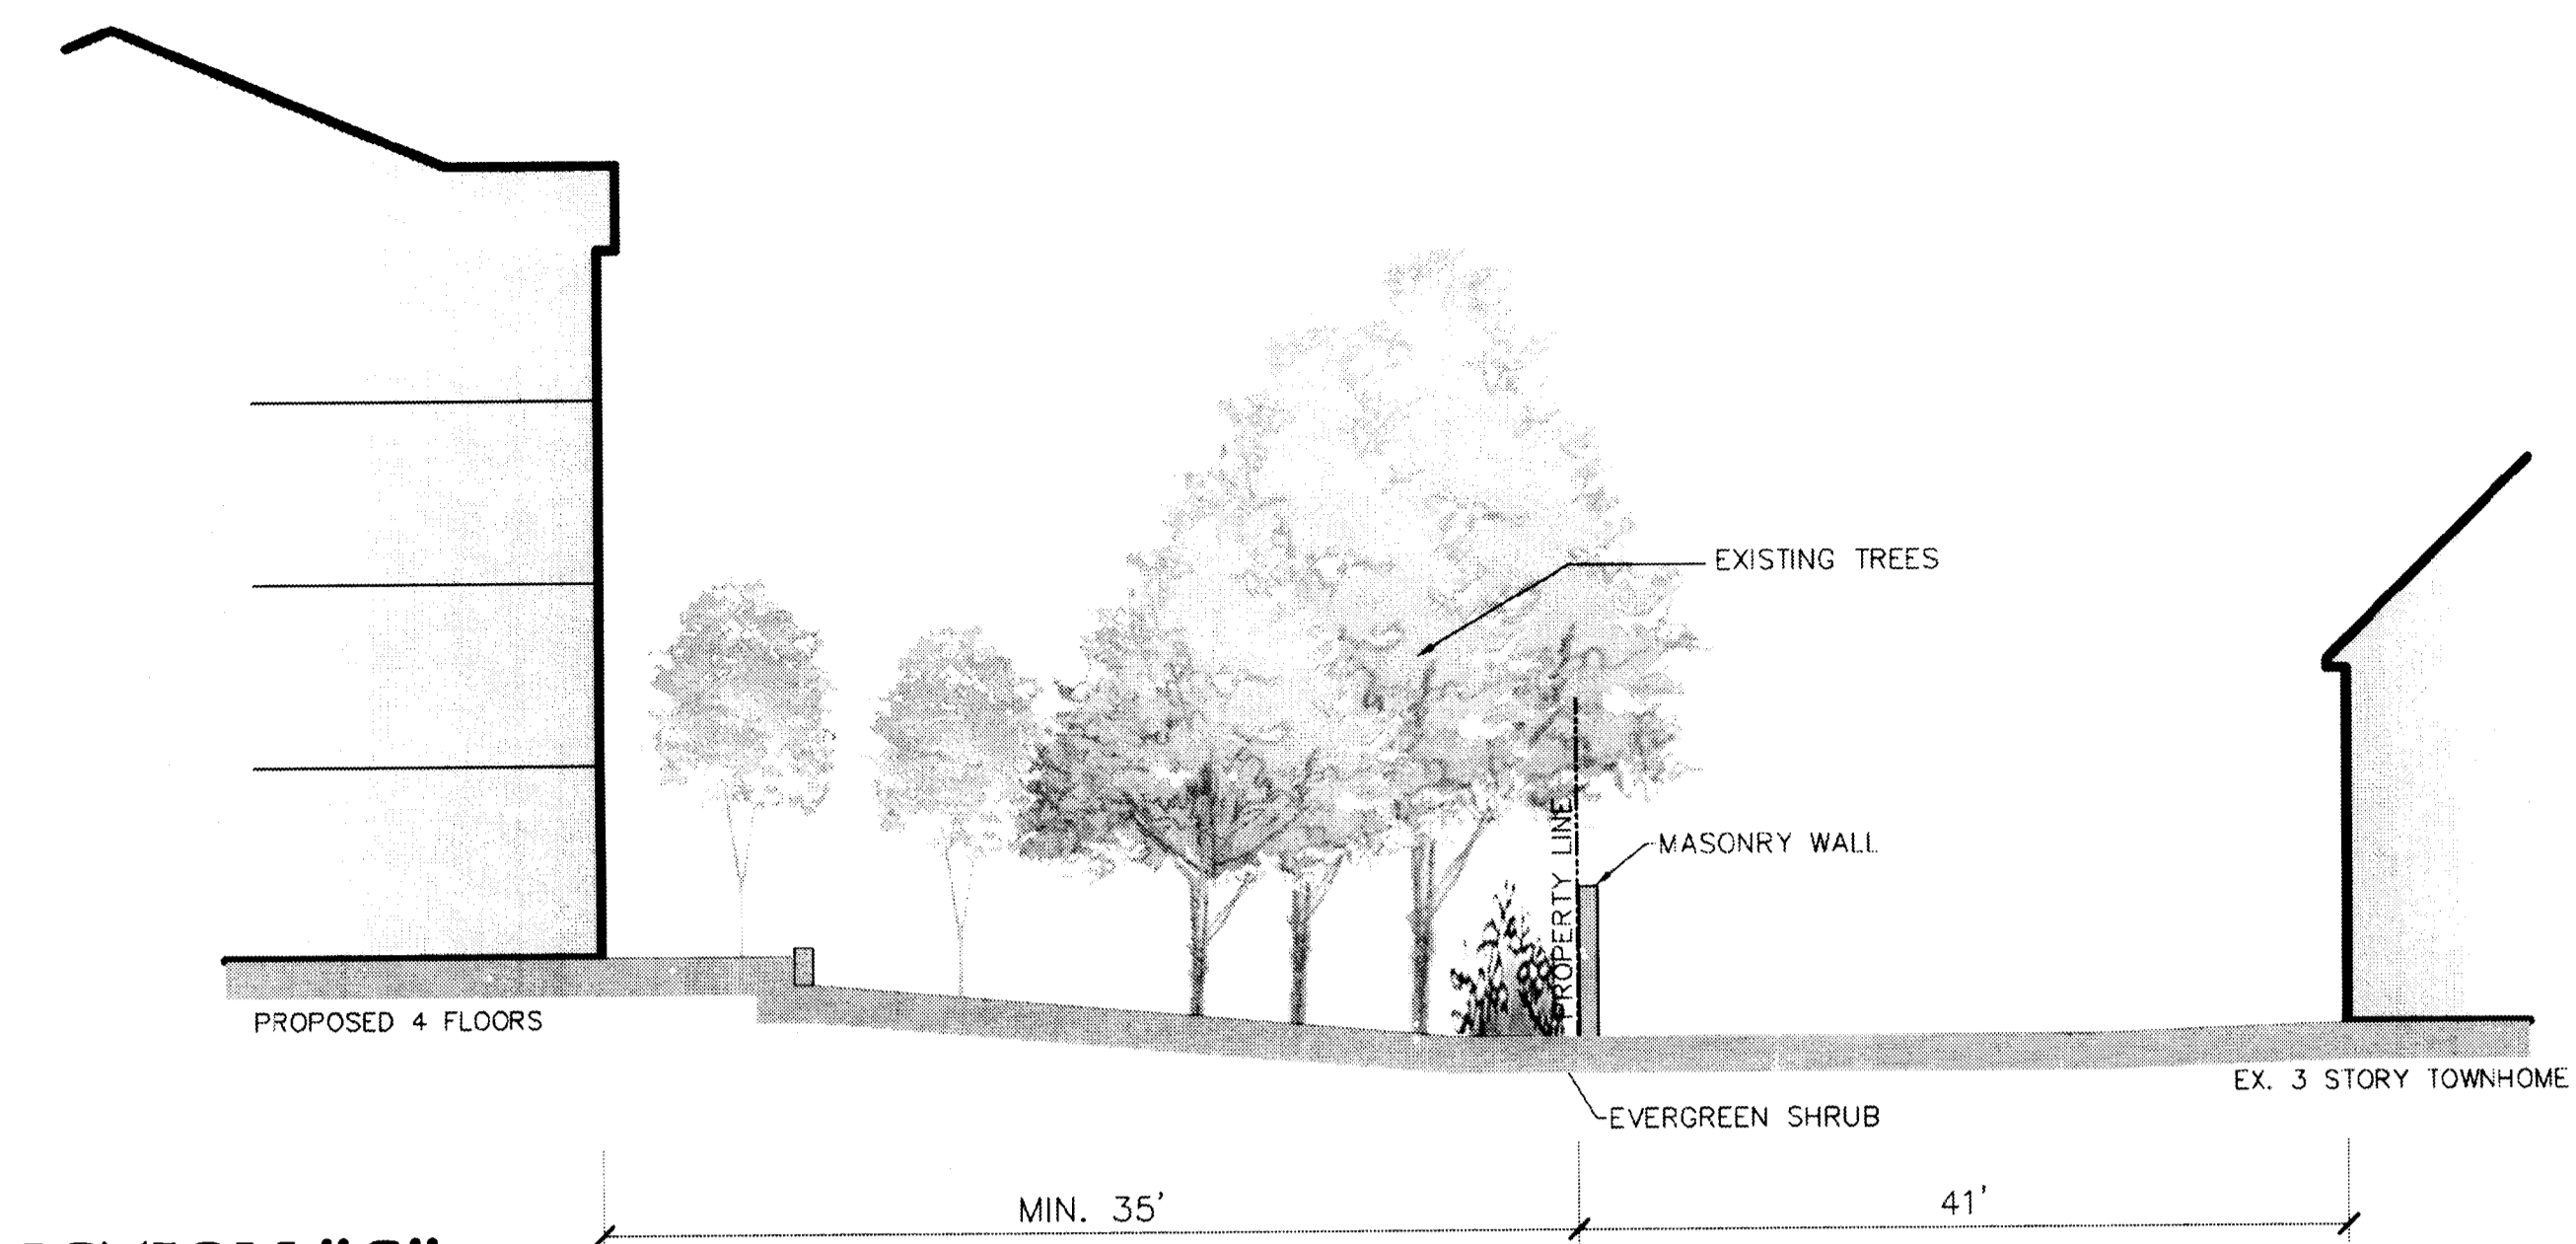 EXISTING TREES
PROPERTY LINE
MASONRY WALL
PROPOSED 4 FLOORS
EX. 3 STORY TOWNHOME
EVERGREEN SHRUB
MIN. 35'
41'